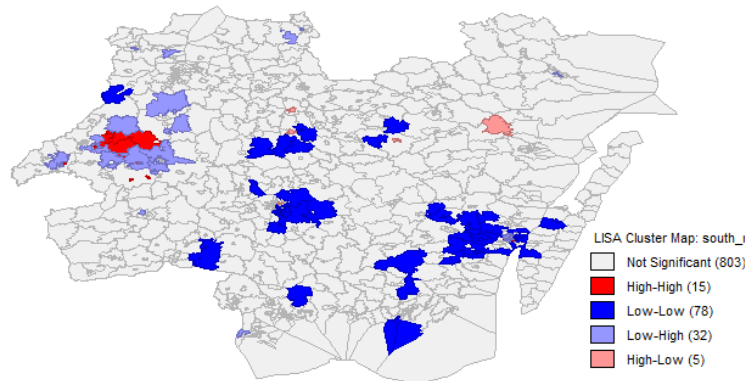 LISA Cluster Map: south_
Not Significant (803)
High-High (15)
Low-Low (78)
Low-High (32)
High-Low (5)